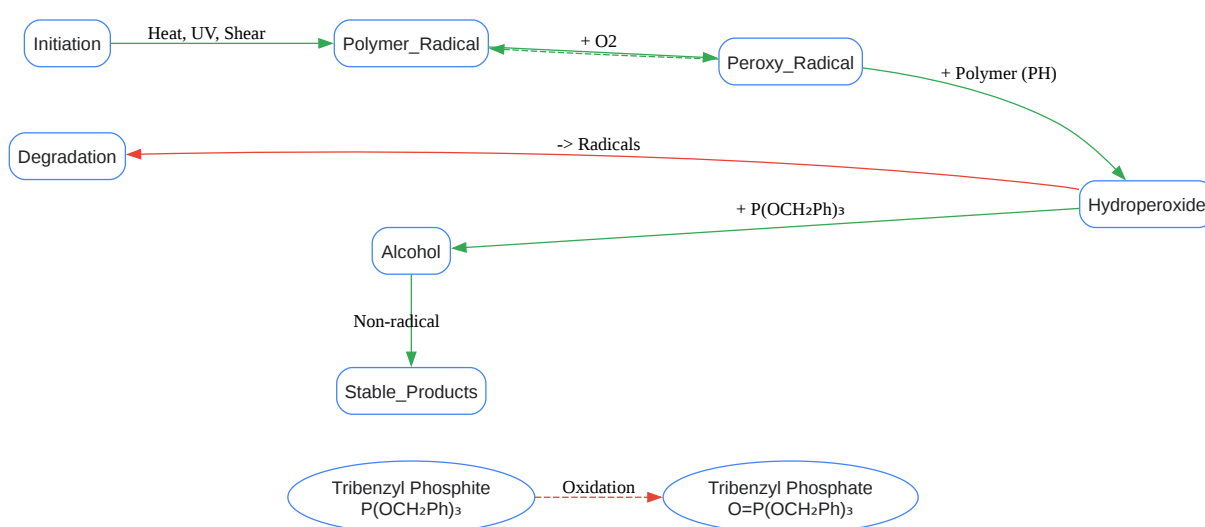 Initiation
Heat, UV, Shear
Polymer_Radical
+ O2
Peroxy_Radical
+ Polymer (PH)
Degradation
-> Radicals
Hydroperoxide
+ P(OCH₂Ph)₃
Alcohol
Non-radical
Stable_Products
Tribenzyl Phosphite
P(OCH₂Ph)₃
Oxidation
Tribenzyl Phosphate
O=P(OCH₂Ph)₃